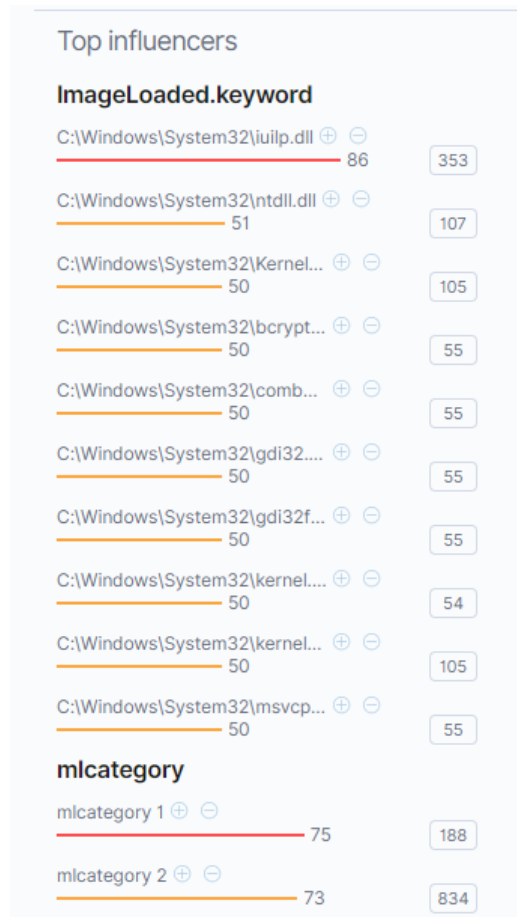 Top influencers
ImageLoaded.keyword
C:\Windows\System32\iuilp.dll
86 353
C:\Windows\System32\ntdll.dll
51 107
C:\Windows\System32\Kernel...
50 105
C:\Windows\System32\bcrypt...
50 55
C:\Windows\System32\comb...
50 55
C:\Windows\System32\gdi32....
50 55
C:\Windows\System32\gdi32f...
50 55
C:\Windows\System32\kernel....
50 54
C:\Windows\System32\kernel...
50 105
C:\Windows\System32\msvcp...
50 55
mlcategory
mlcategory 1
75 188
mlcategory 2
73 834